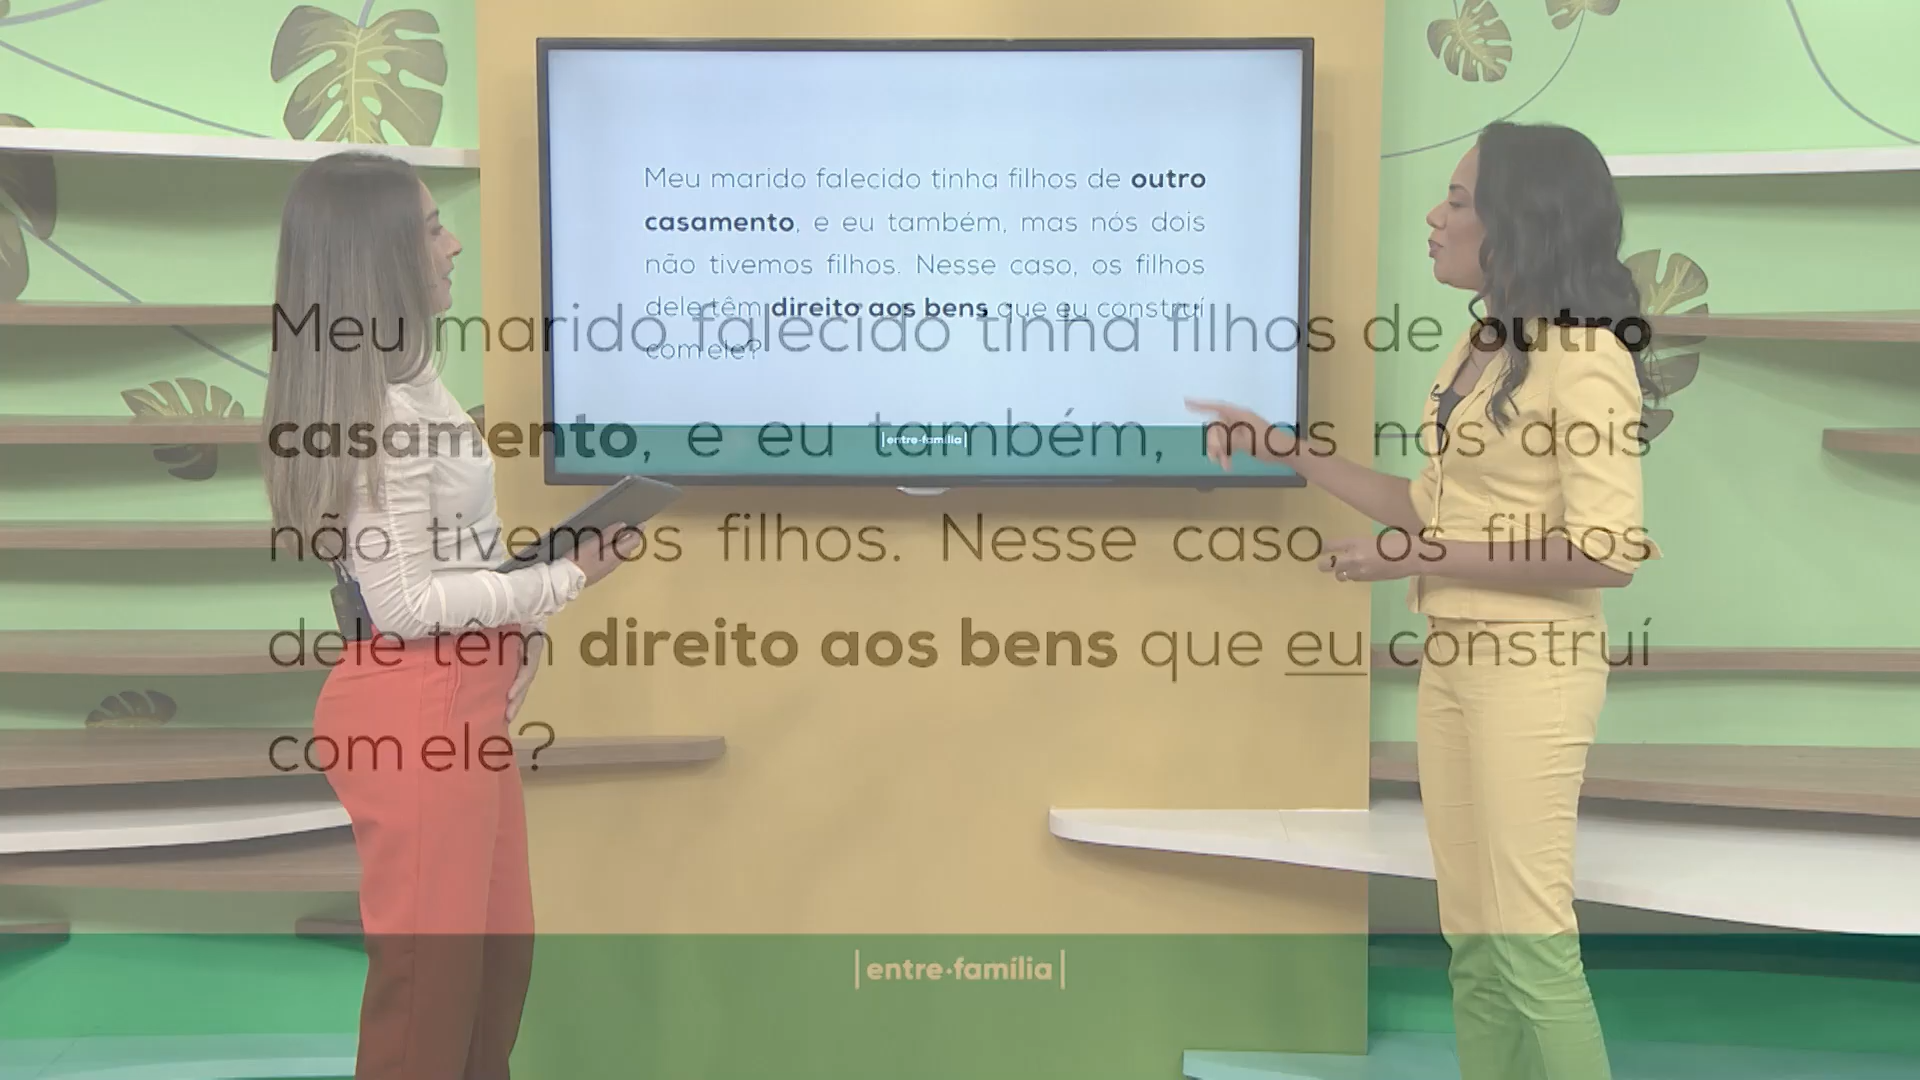 Meu marido falecido tinha filhos de outro
casamento, e eu também, mas nós dois
não tivemos filhos. Nesse caso, os filhos
dele têm direito aos bens que eu construí
com ele?
|entre·família|
Meu marido falecido tinha filhos de outro
casamento, e eu também, mas nós dois
não tivemos filhos. Nesse caso, os filhos
dele têm direito aos bens que eu construí
com ele?
|entre·família|